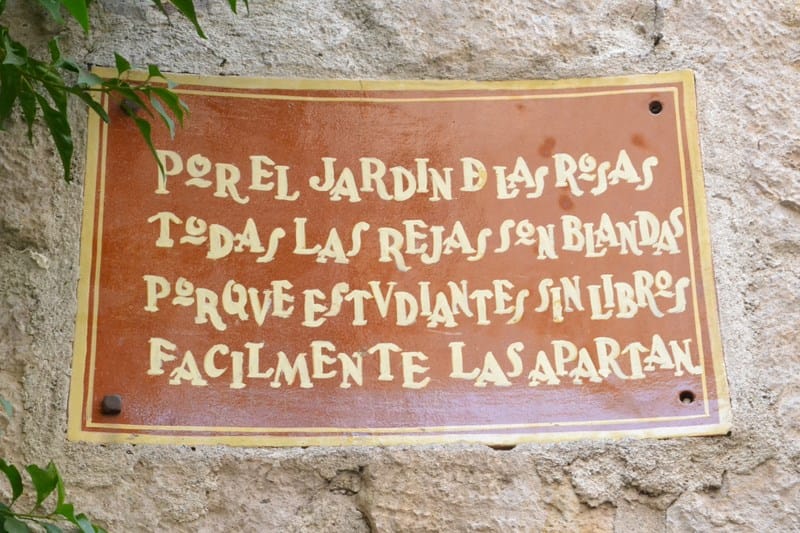 POR EL JARDIN D LAS ROSAS
TODAS LAS REJAS SON BLANDAS
PORQUE ESTVDIANTES SIN LIBROS
FACILMENTE LAS APARTAN.